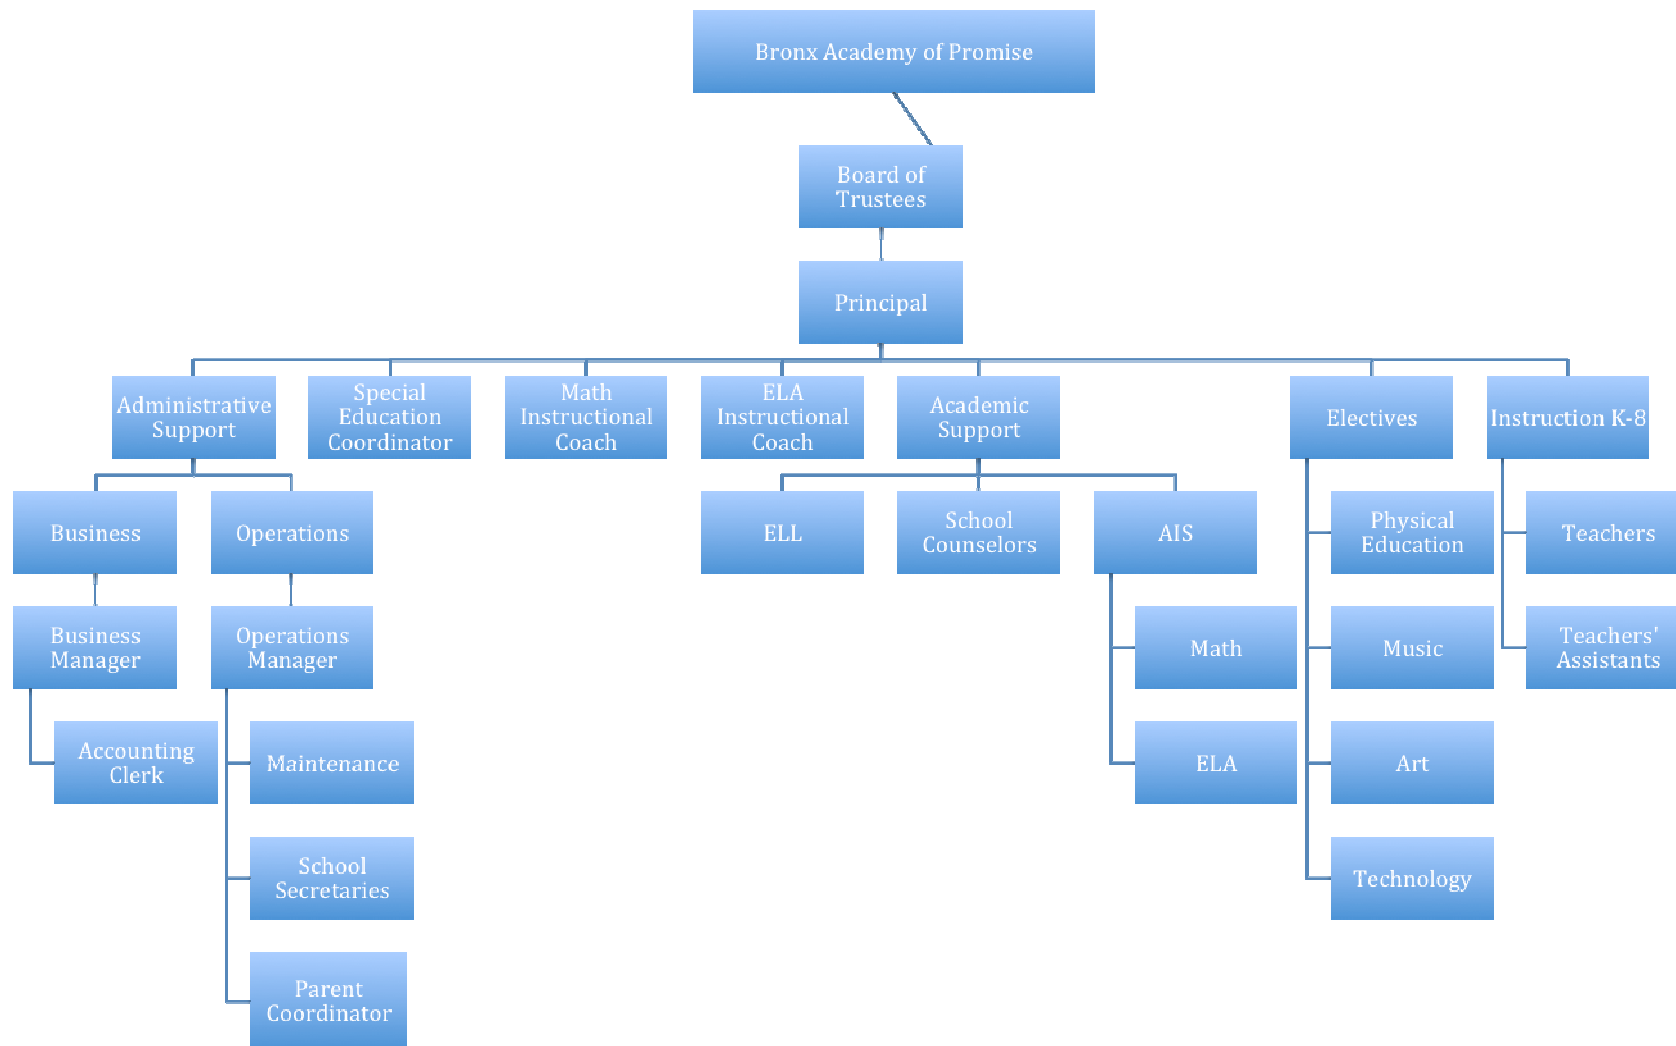 Bronx Academy of Promise
Board of
Trustees
Principal
Administrative
Support
Special
Education
Coordinator
Math
Instructional
Coach
ELA
Instructional
Coach
Academic
Support
Electives
Instruction K-8
Business
Operations
ELL
School
Counselors
AIS
Physical
Education
Teachers
Business
Manager
Operations
Manager
Math
Music
Teachers'
Assistants
Accounting
Clerk
Maintenance
ELA
Art
School
Secretaries
Technology
Parent
Coordinator